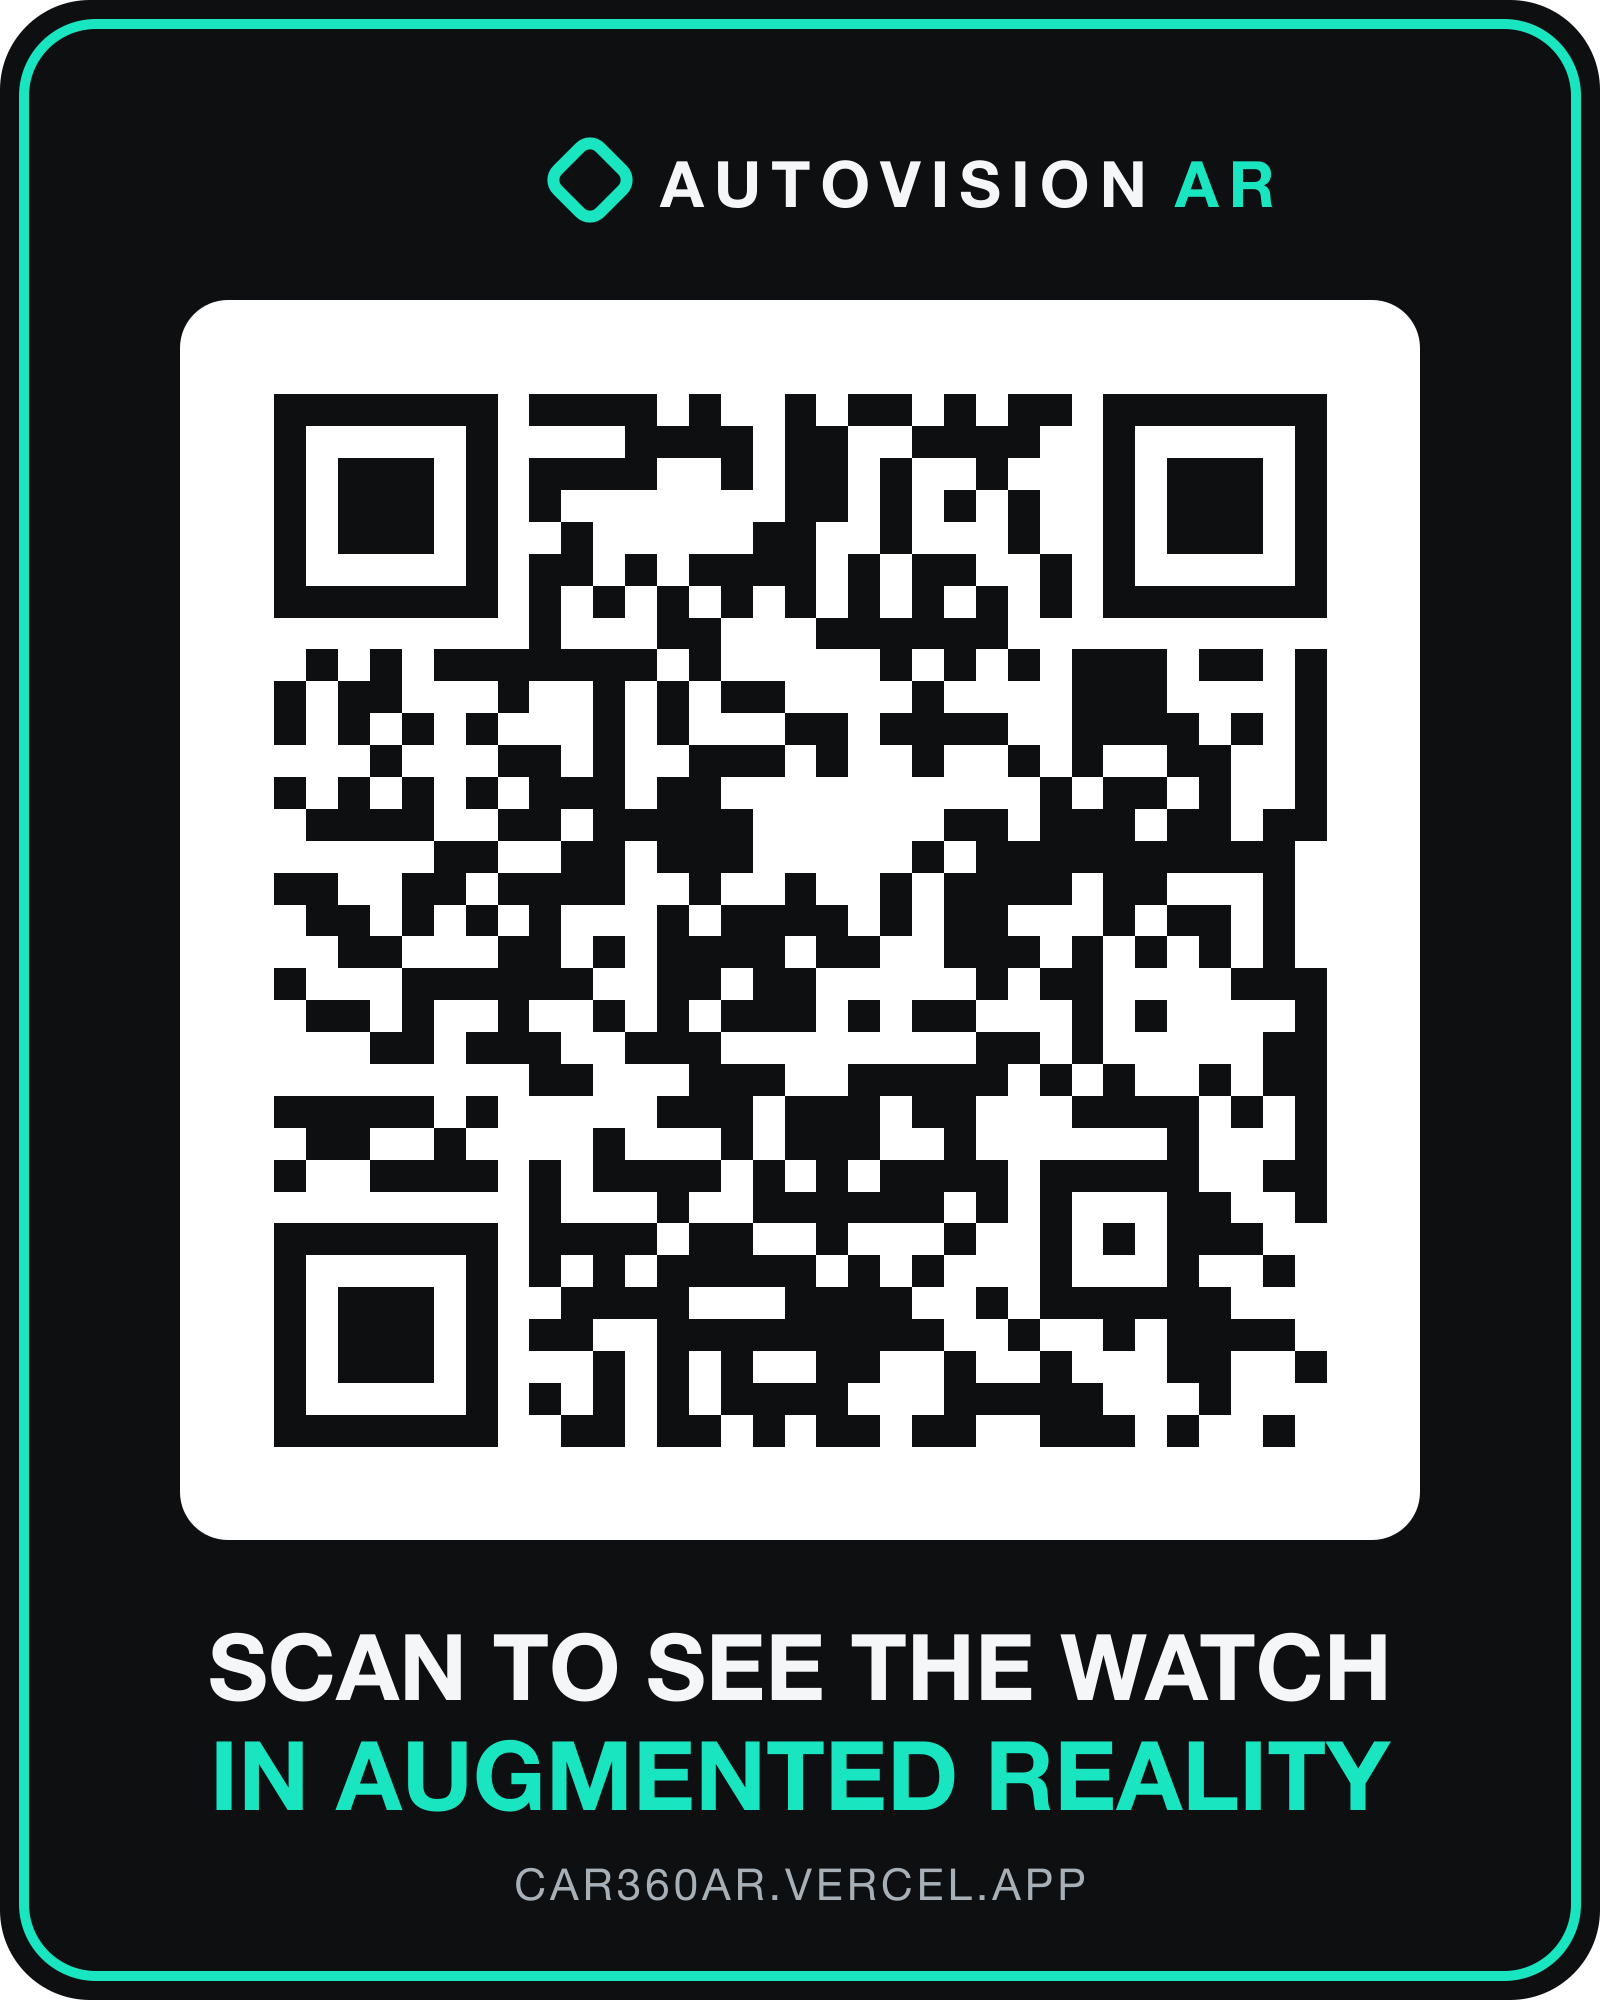 AUTOVISION AR
SCAN TO SEE THE WATCH
IN AUGMENTED REALITY
CAR360AR.VERCEL.APP